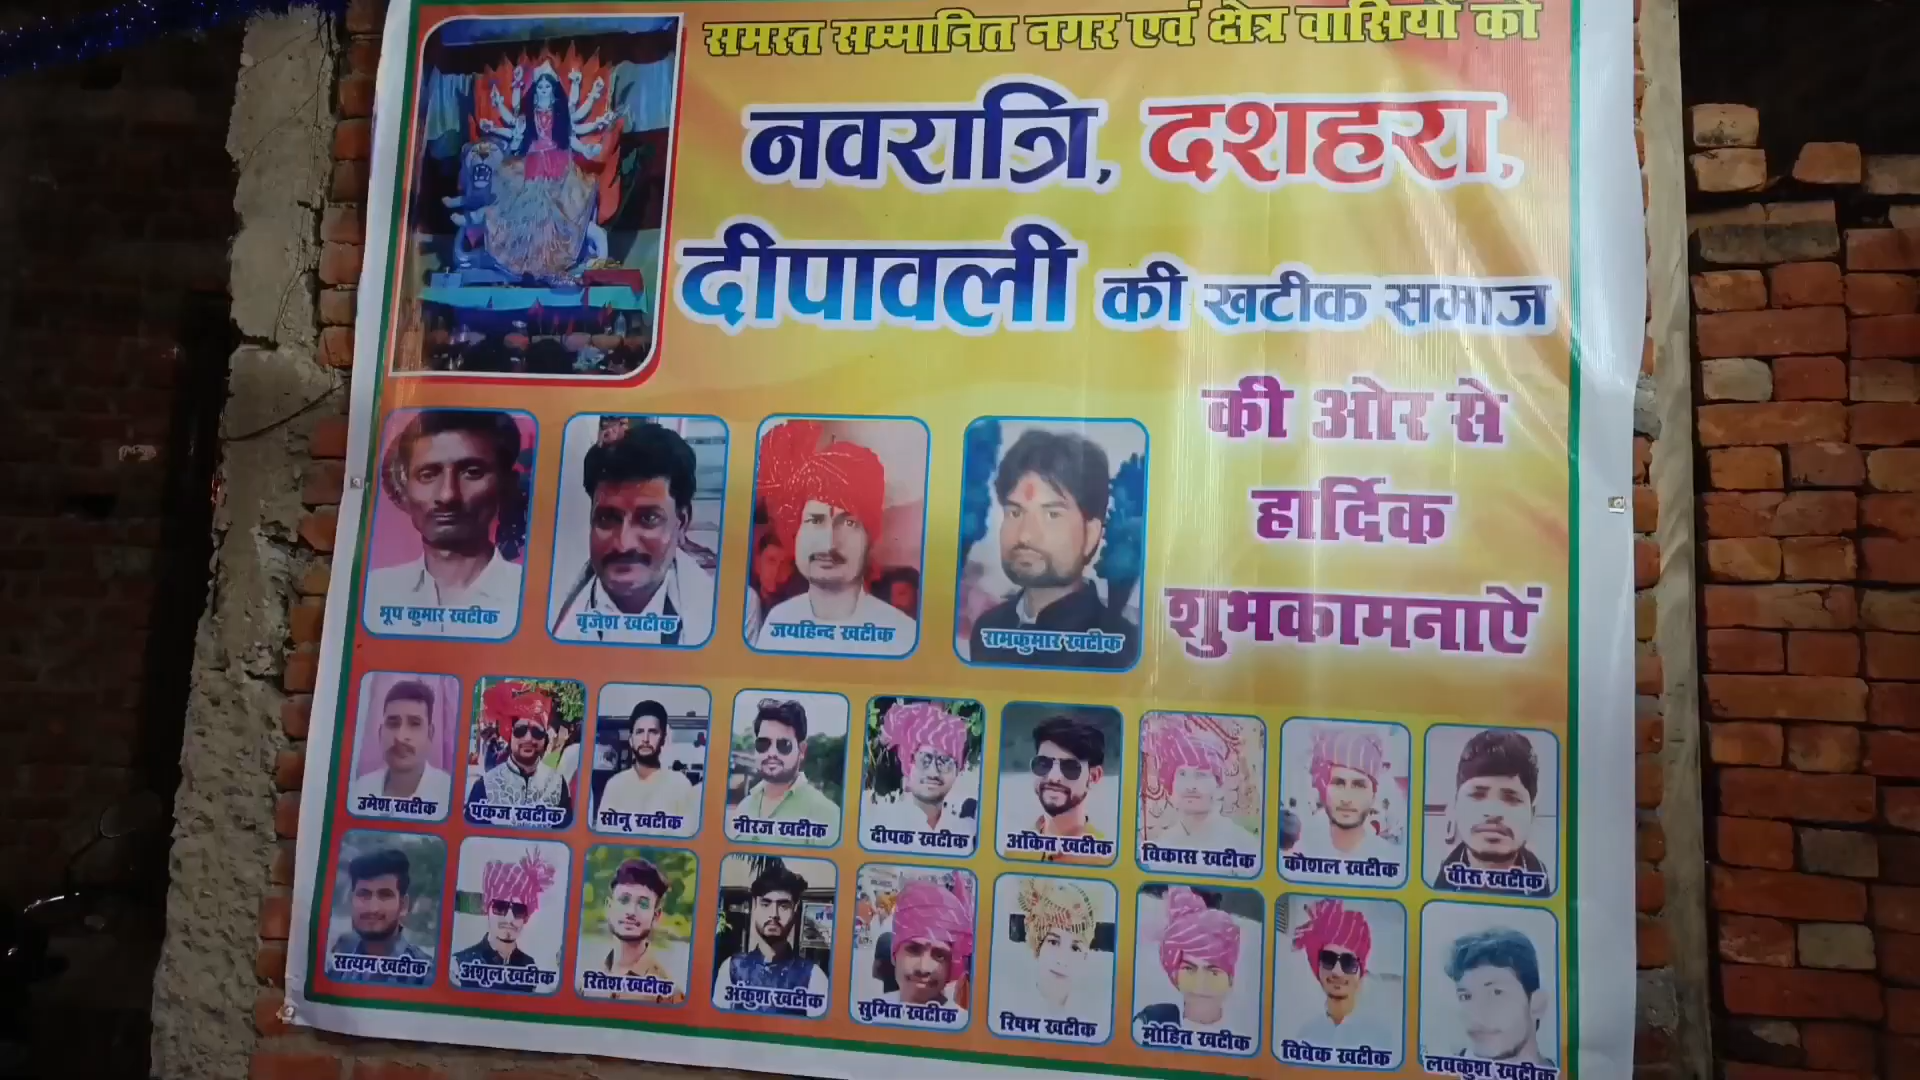 समस्त सम्मानित नगर एवं क्षेत्र वासियों को
नवरात्रि, दशहरा,
दीपावली की खटीक समाज
की ओर से
हार्दिक
शुभकामनाऐं
भूप कुमार खटीक
बृजेश खटीक
जयहिन्द खटीक
रामकुमार खटीक
उमेश खटीक
पंकज खटीक
सोनू खटीक
नीरज खटीक
दीपक खटीक
अंकित खटीक
विकास खटीक
कौशल खटीक
वीरू खटीक
सत्यम खटीक
अंशूल खटीक
रितेश खटीक
अंकुश खटीक
सुमित खटीक
रिषम खटीक
मोहित खटीक
विवेक खटीक
लवकुश खटीक